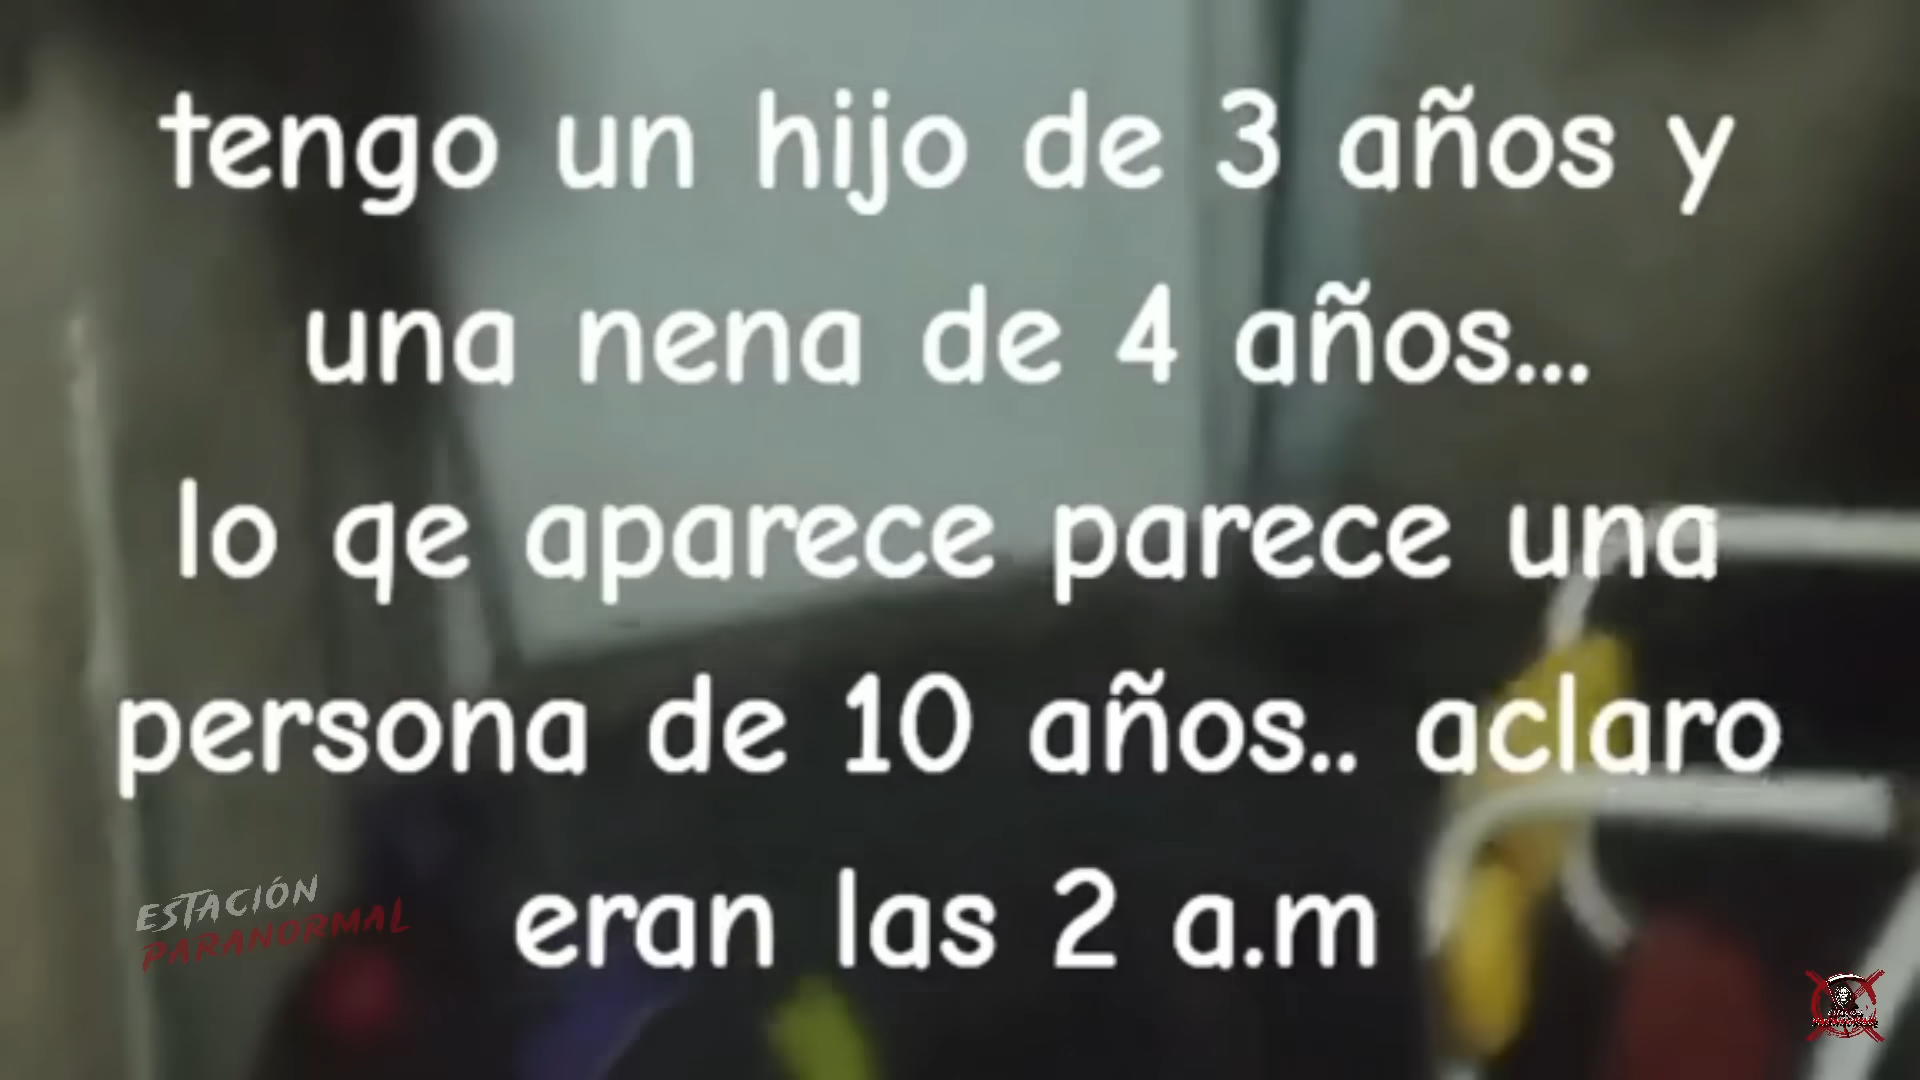 tengo un hijo de 3 años y
una nena de 4 años...
lo qe aparece parece una
persona de 10 años.. aclaro
eran las 2 a.m
ESTACIÓN
PARANORMAL